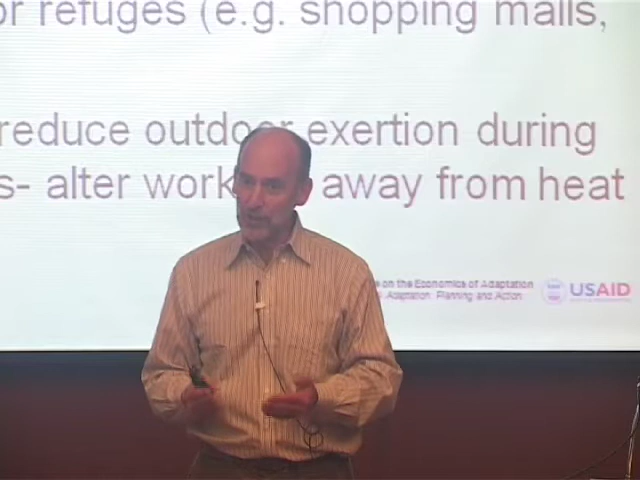 or refuges (e.g. shopping malls,
reduce outdoor exertion during
s- alter work away from heat
e on the Economics of Adaptation
Adaptation Planning and Action
USAID